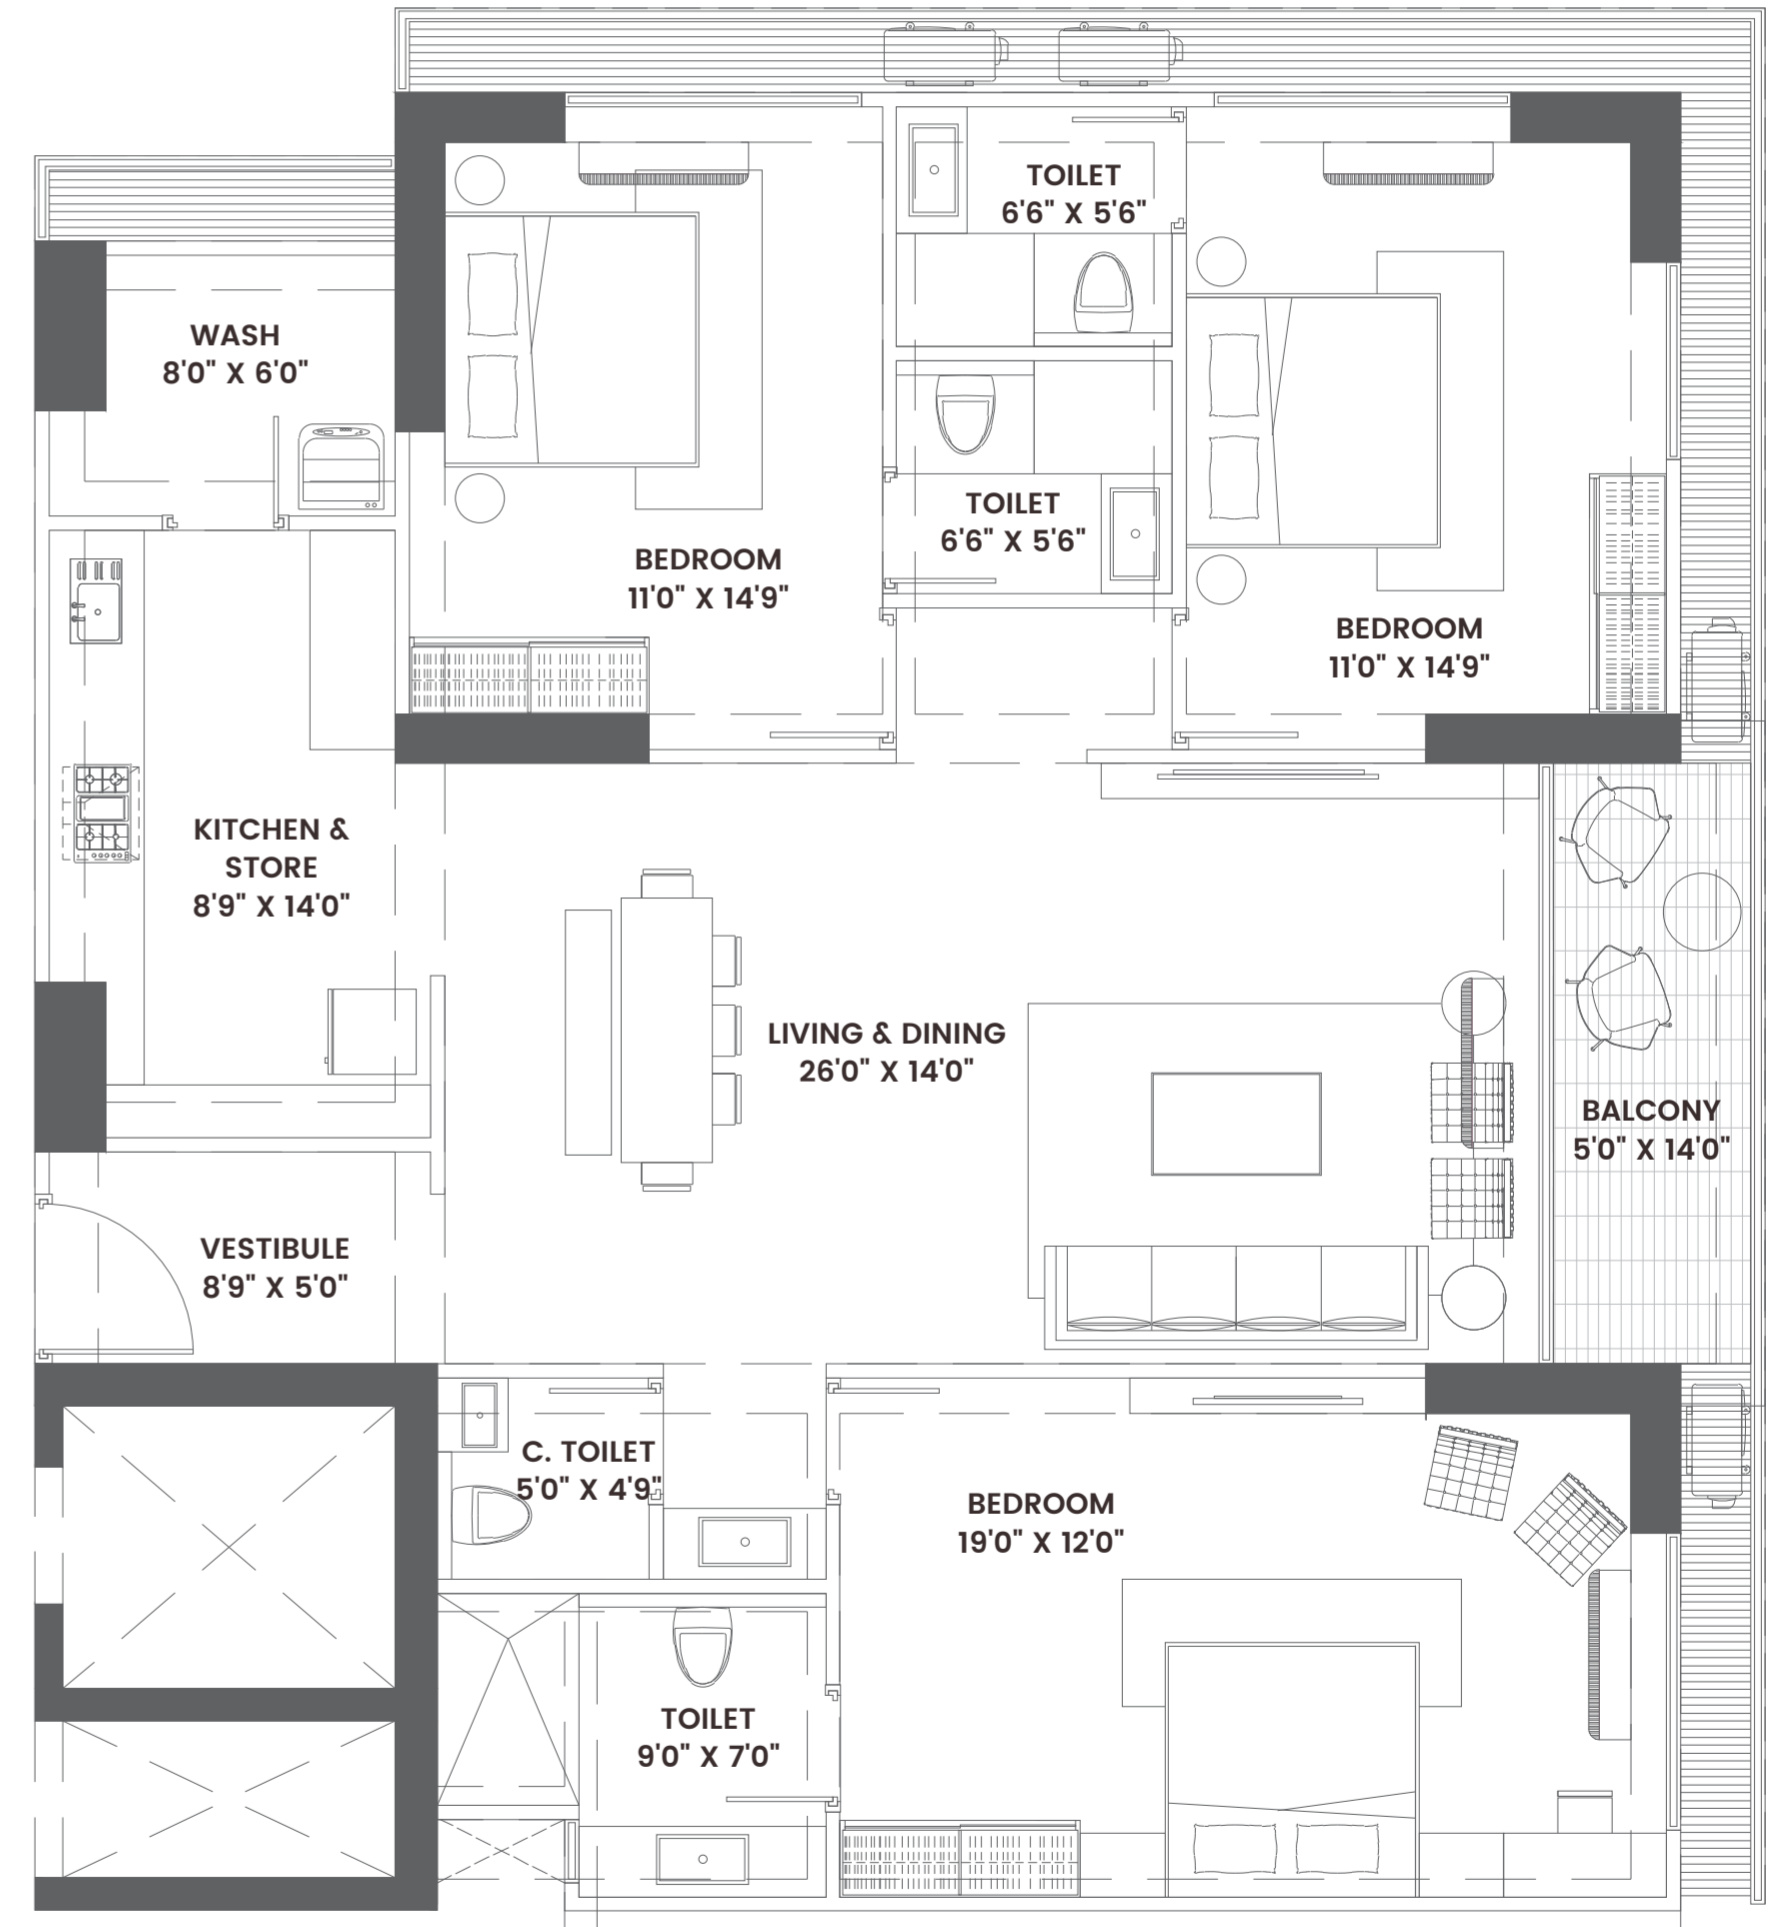 TOILET
6'6" X 5'6"
WASH
8'0" X 6'0"
TOILET
6'6" X 5'6"
BEDROOM
11'0" X 14'9"
BEDROOM
11'0" X 14'9"
KITCHEN &
STORE
8'9" X 14'0"
LIVING & DINING
26'0" X 14'0"
BALCONY
5'0" X 14'0"
VESTIBULE
8'9" X 5'0"
C. TOILET
5'0" X 4'9"
BEDROOM
19'0" X 12'0"
TOILET
9'0" X 7'0"